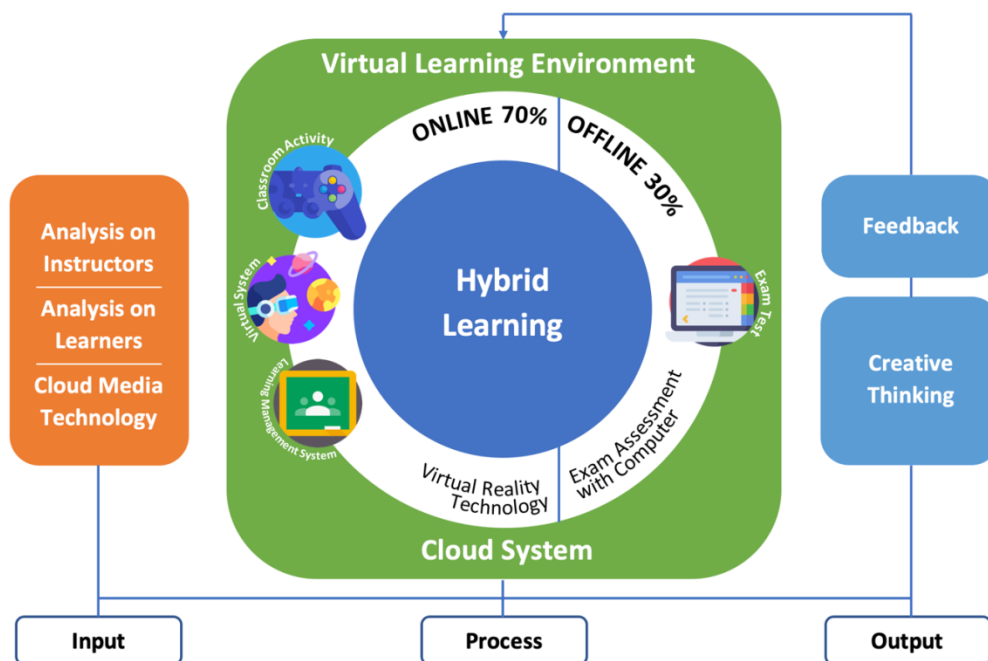 Virtual Learning Environment
ONLINE 70%
OFFLINE 30%
Classroom Activity
Virtual System
Learning Management System
Hybrid
Learning
Exam Test
Virtual Reality
Technology
Exam Assessment
with Computer
Cloud System
Analysis on
Instructors
Analysis on
Learners
Cloud Media
Technology
Feedback
Creative
Thinking
Input
Process
Output